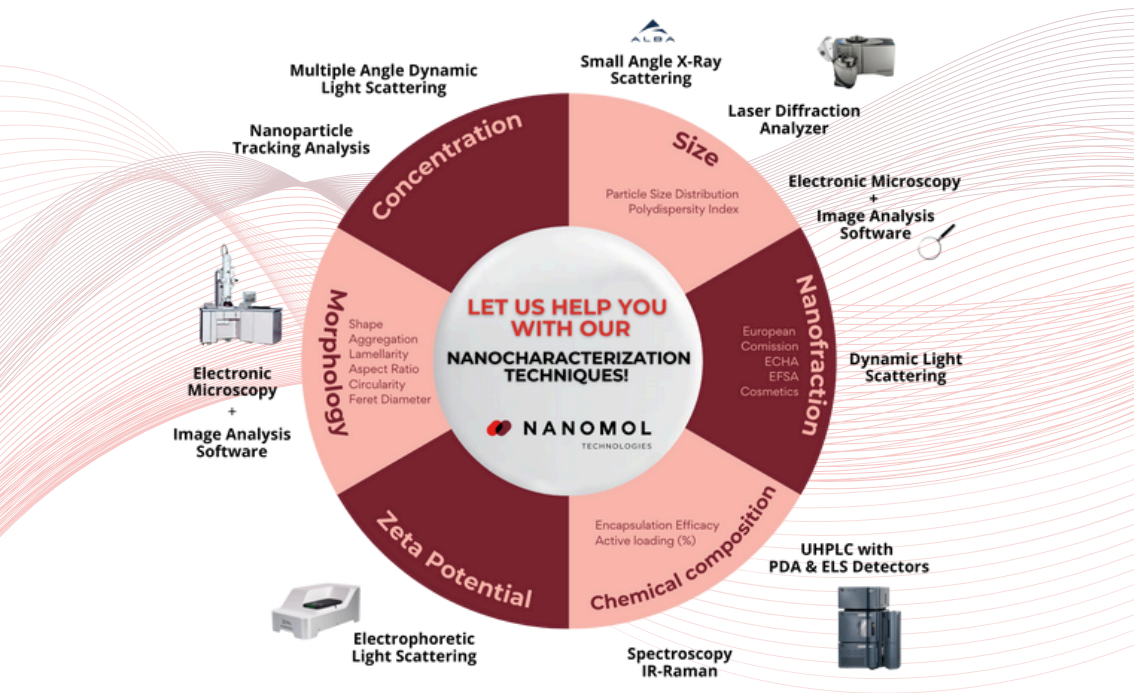 ALBA
Small Angle X-Ray
Scattering
Multiple Angle Dynamic
Light Scattering
Laser Diffraction
Analyzer
Nanoparticle
Tracking Analysis
Concentration
Size
Particle Size Distribution
Polydispersity Index
Electronic Microscopy
+
Image Analysis
Software
Morphology
Shape
Aggregation
Lamellarity
Aspect Ratio
Circularity
Feret Diameter
LET US HELP YOU
WITH OUR
NANOCHARACTERIZATION
TECHNIQUES!
NANOMOL
TECHNOLOGIES
Nanofraction
European
Comission
ECHA
EFSA
Cosmetics
Dynamic Light
Scattering
Electronic
Microscopy
+
Image Analysis
Software
Zeta Potential
Chemical composition
Encapsulation Efficacy
Active loading (%)
UHPLC with
PDA & ELS Detectors
Electrophoretic
Light Scattering
Spectroscopy
IR-Raman